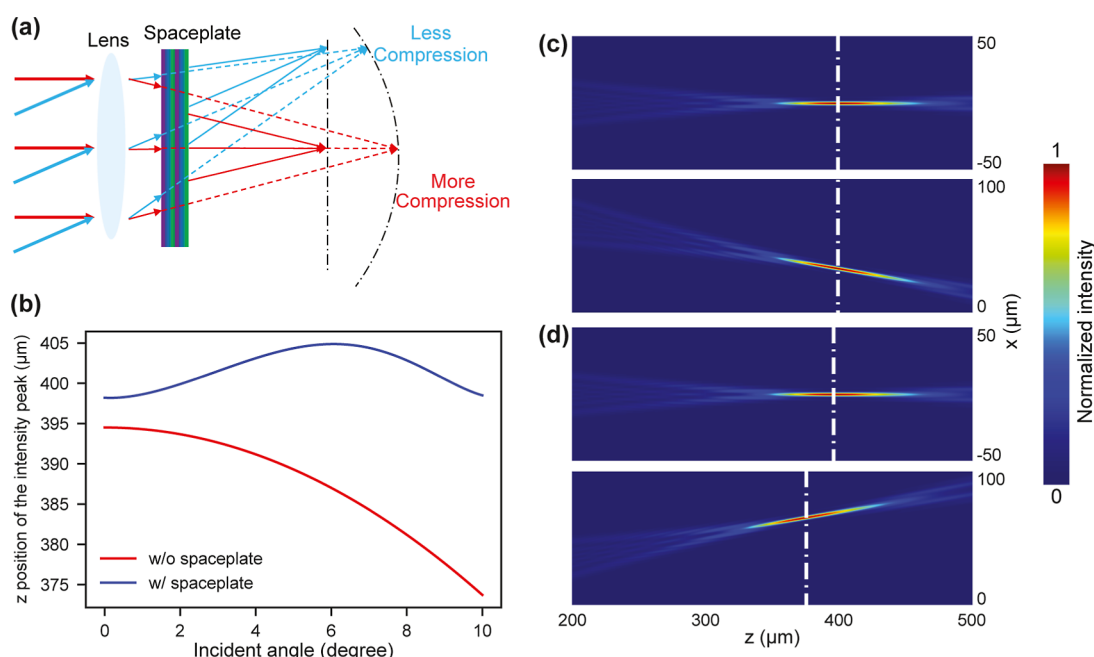 (a)
Lens
Spaceplate
Less
Compression
More
Compression
(b)
z position of the intensity peak (μm)
405
400
395
390
385
380
375
w/o spaceplate
w/ spaceplate
0
2
4
6
8
10
Incident angle (degree)
(c)
50
-50
100
0
(d)
50
-50
100
0
x (μm)
200
300
400
500
z (μm)
1
0
Normalized intensity